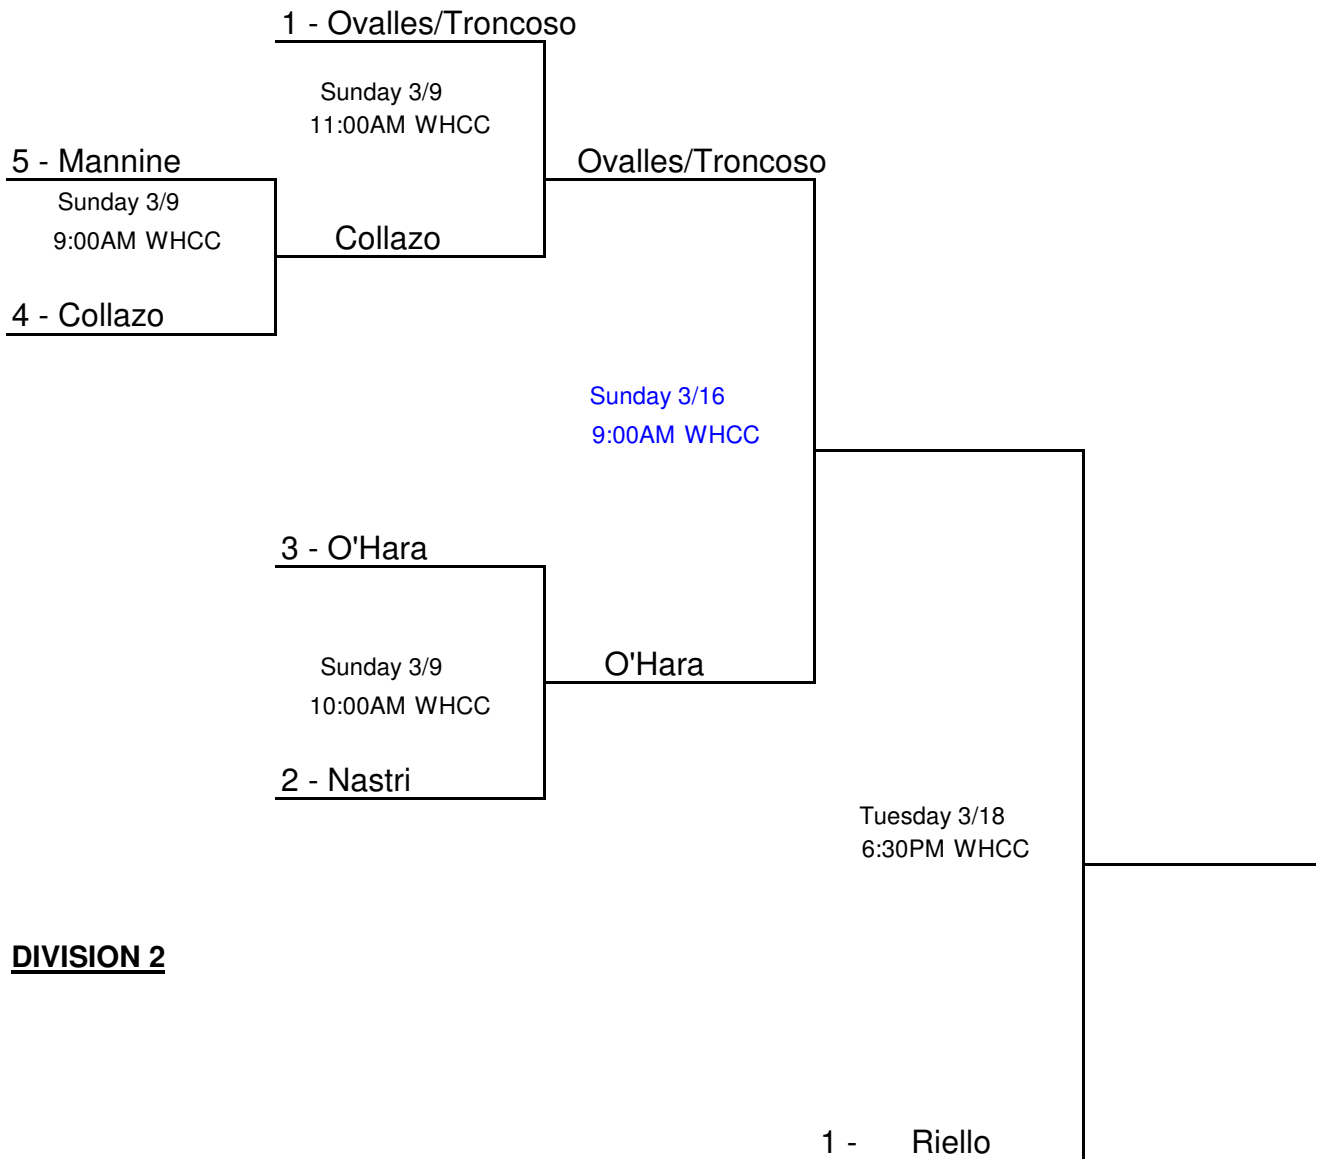 1 - Ovalles/Troncoso
Sunday 3/9
11:00AM WHCC
5 - Mannine
Ovalles/Troncoso
Sunday 3/9
9:00AM WHCC
Collazo
4 - Collazo
Sunday 3/16
9:00AM WHCC
3 - O'Hara
Sunday 3/9
10:00AM WHCC
O'Hara
2 - Nastri
Tuesday 3/18
6:30PM WHCC
DIVISION 2
1 - Riello